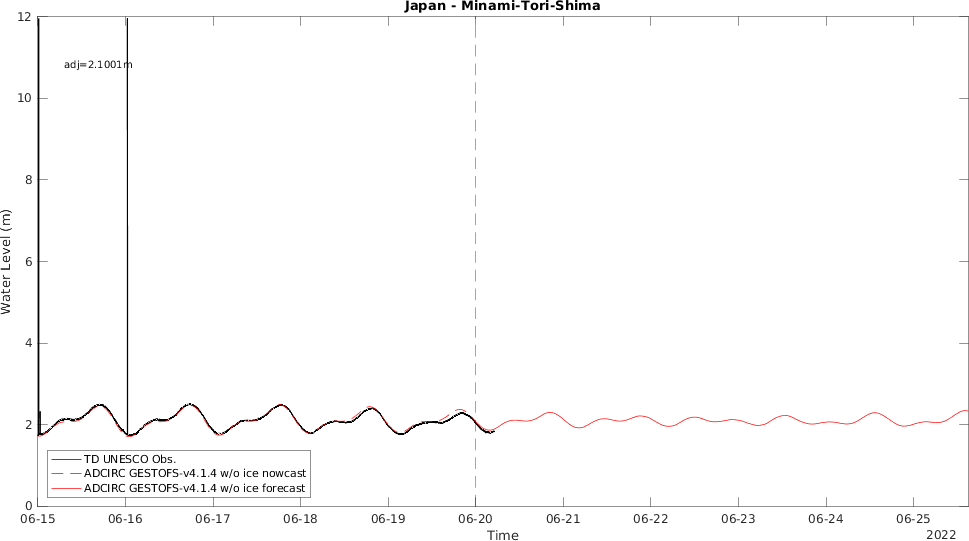 Japan - Minami-Tori-Shima
12
adj=2.1001m
10
8
6
4
2
0
Water Level (m)
TD UNESCO Obs.
ADCIRC GESTOFS-v4.1.4 w/o ice nowcast
ADCIRC GESTOFS-v4.1.4 w/o ice forecast
06-15 06-16 06-17 06-18 06-19 06-20 06-21 06-22 06-23 06-24 06-25
Time
2022